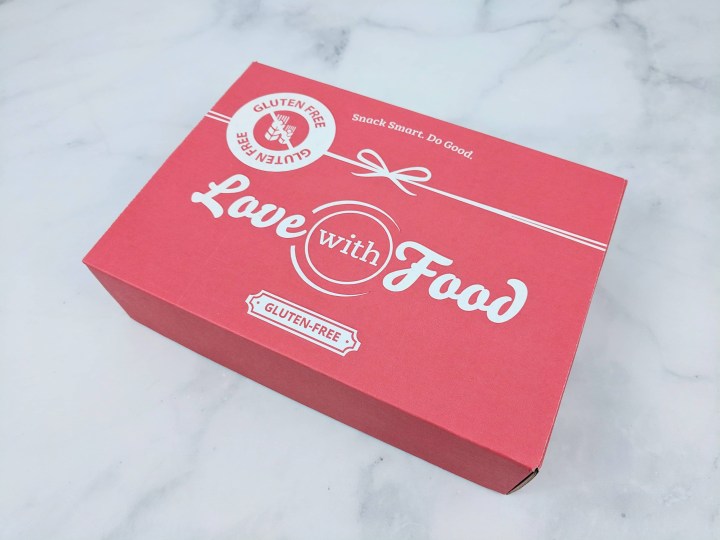 GLUTEN FREE
GLUTEN FREE
Snack Smart. Do Good.
Love with Food
GLUTEN-FREE